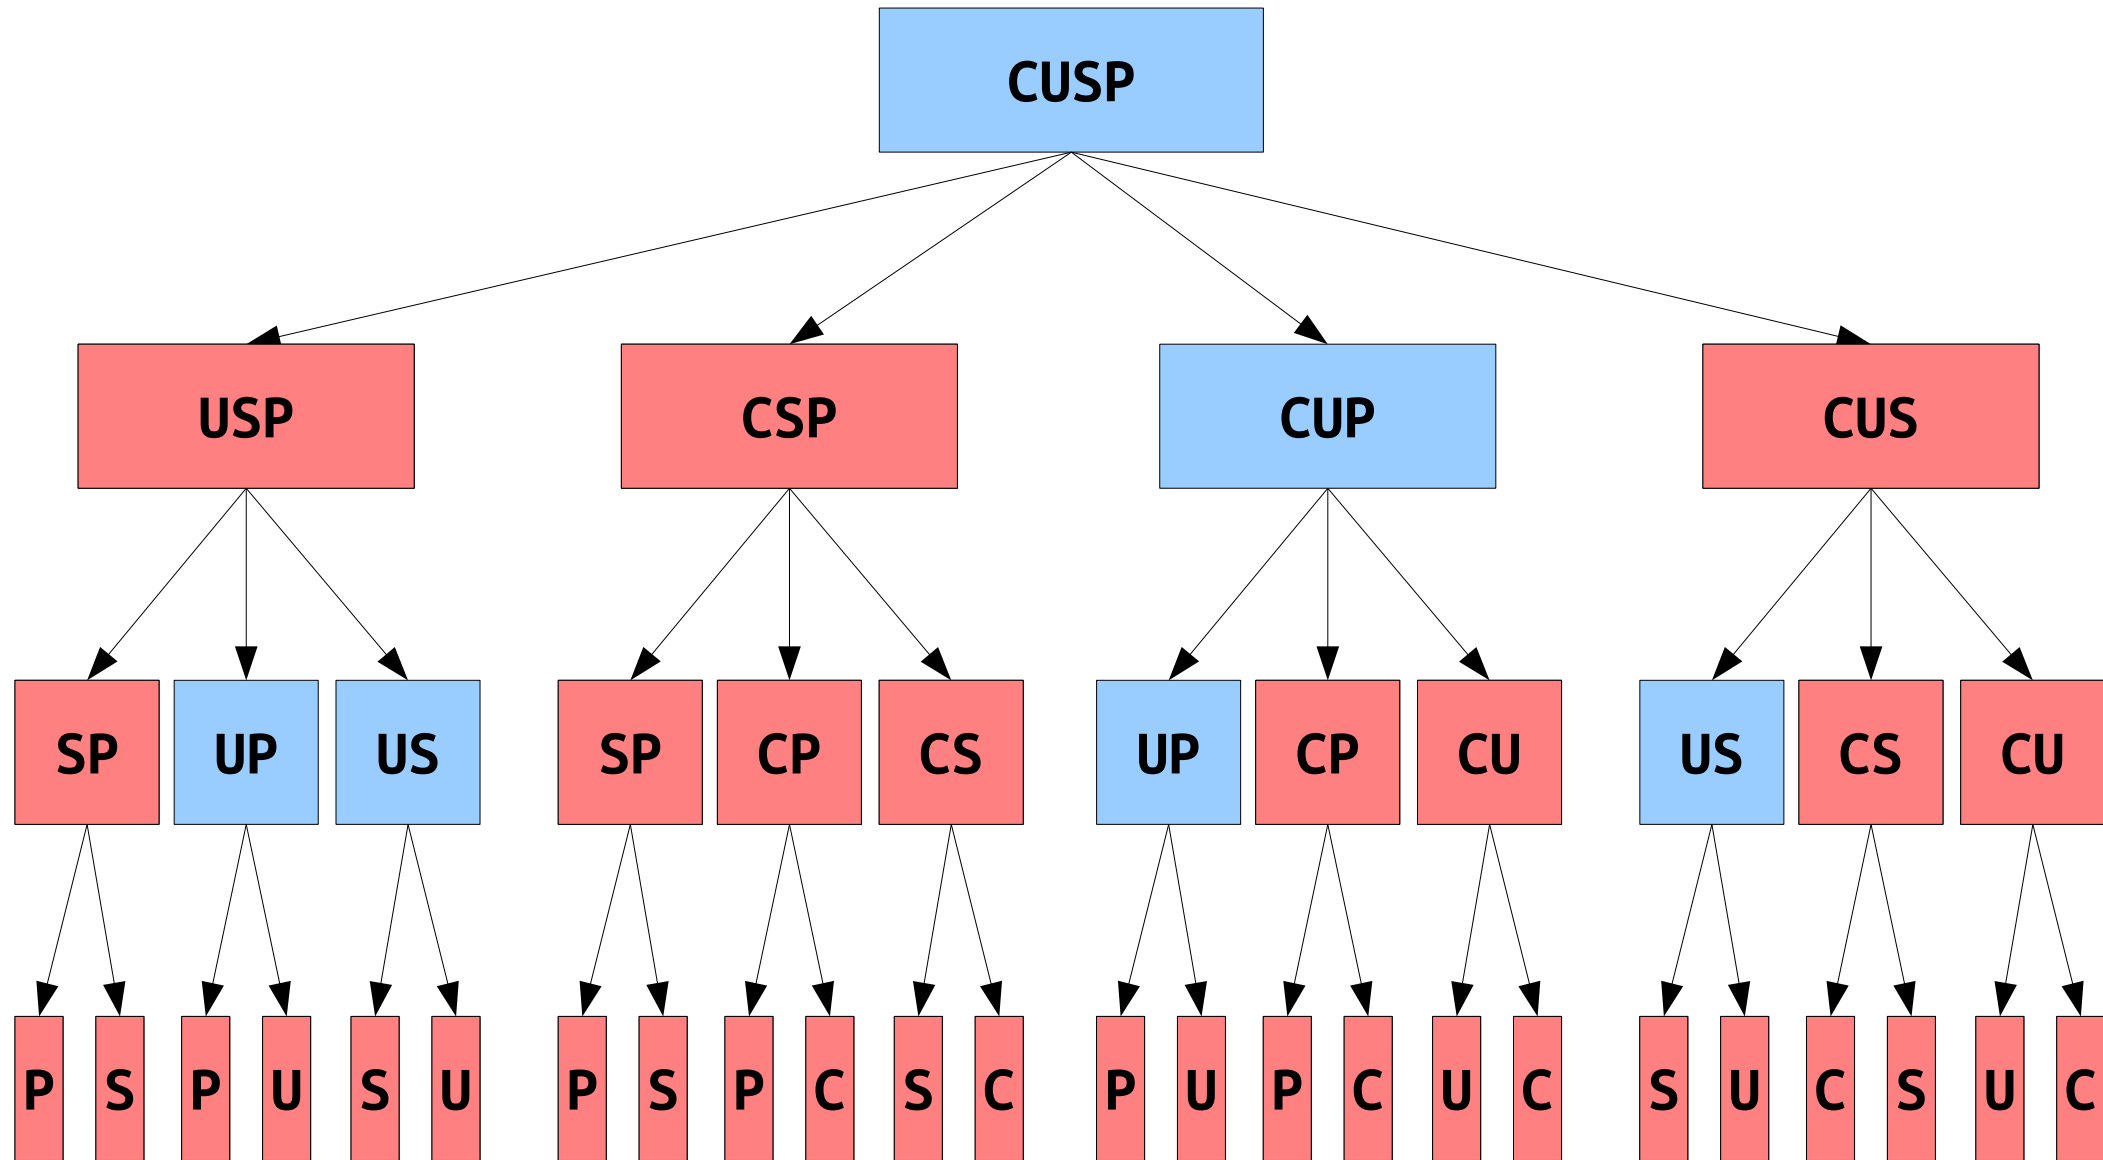 CUSP
USP CSP CUP CUS
SP UP US SP CP CS UP CP CU US CS CU
P S P U S U P S P C S C P U P C U C S U C S U C